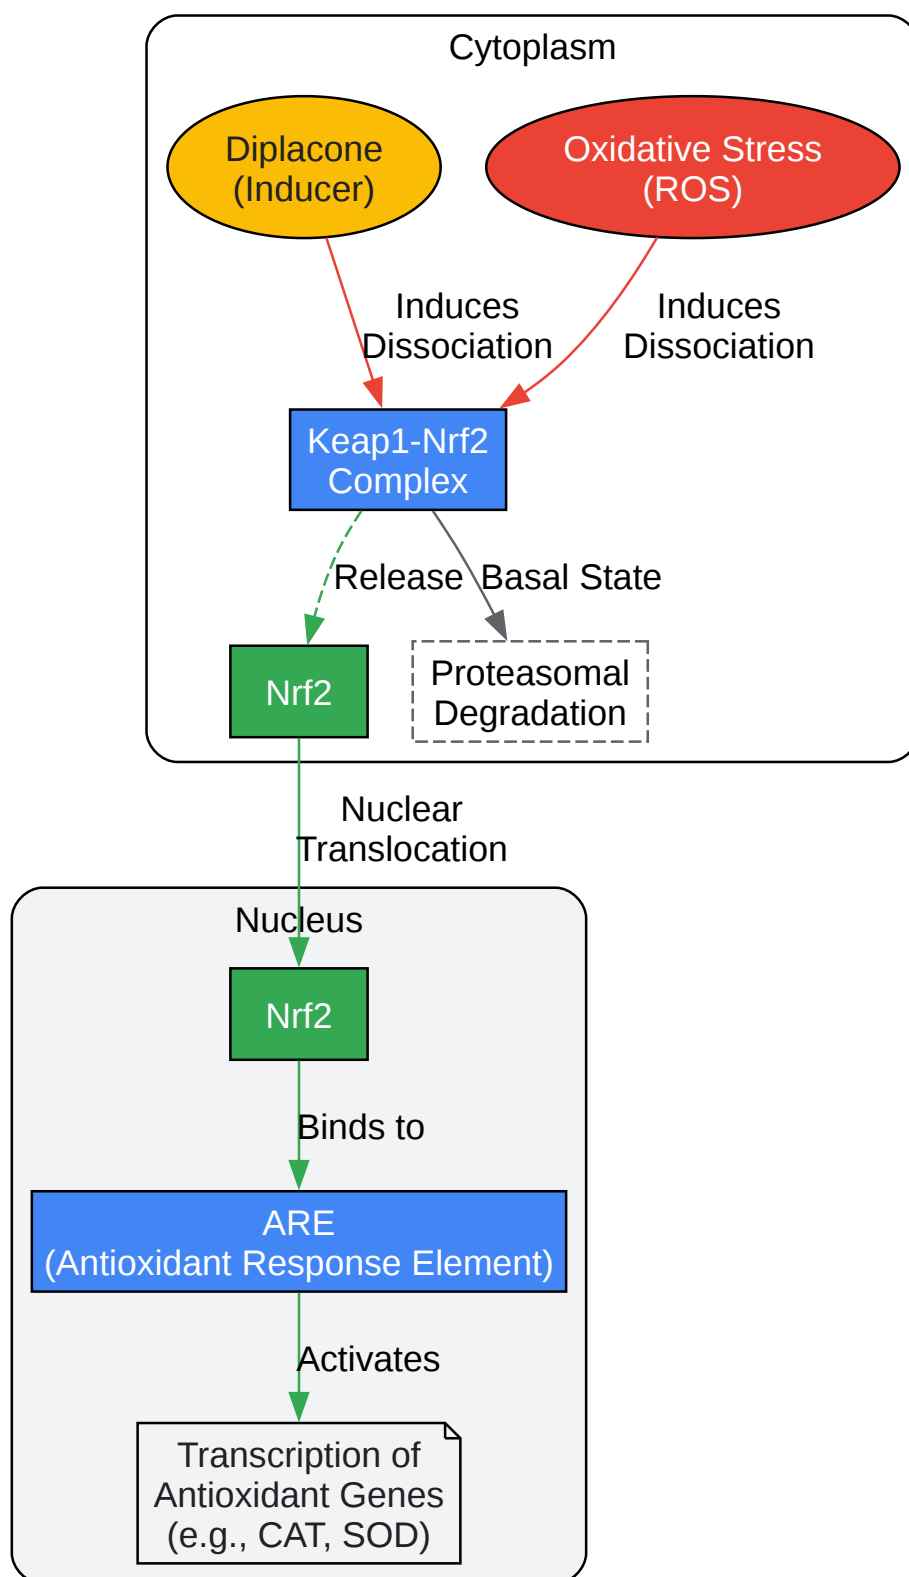 Cytoplasm
Diplacone
(Inducer)
Oxidative Stress
(ROS)
Induces
Dissociation
Induces
Dissociation
Keap1-Nrf2
Complex
Release
Basal State
Nrf2
Proteasomal
Degradation
Nuclear
Translocation
Nucleus
Nrf2
Binds to
ARE
(Antioxidant Response Element)
Activates
Transcription of
Antioxidant Genes
(e.g., CAT, SOD)